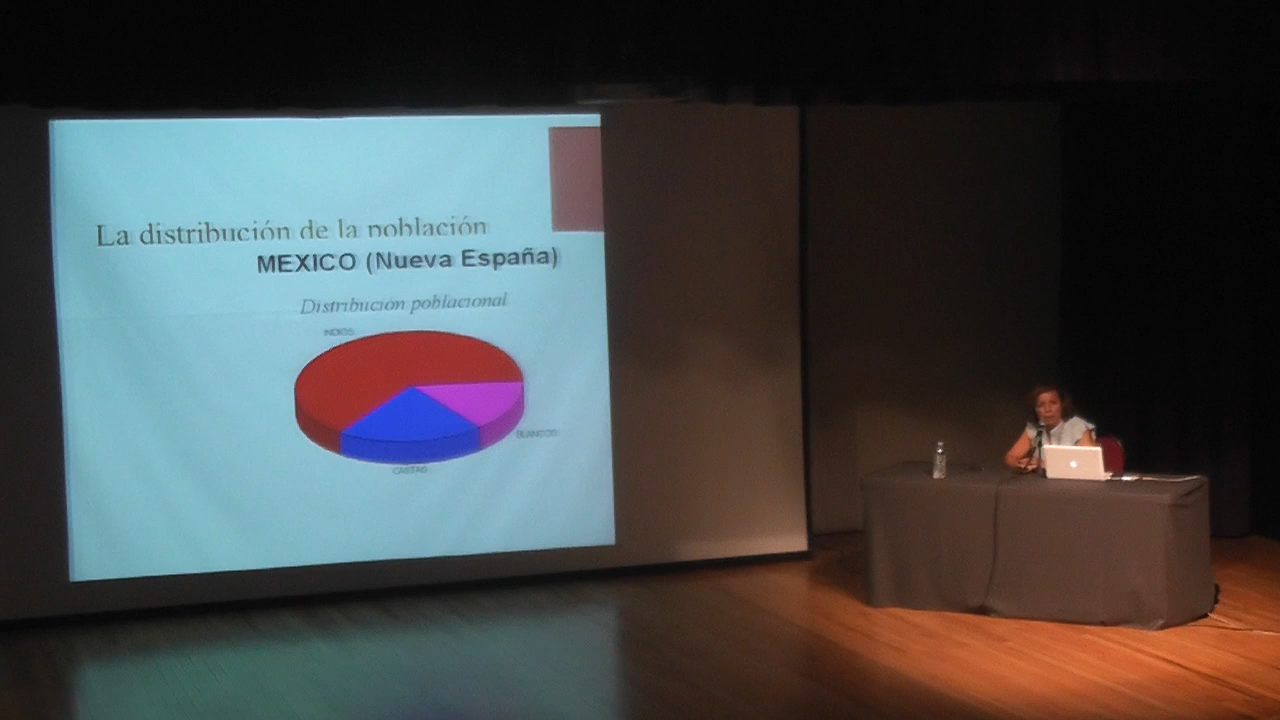 La distribución de la población
MEXICO (Nueva España)
Distribución poblacional
INDIOS
BLANCOS
CASTAS